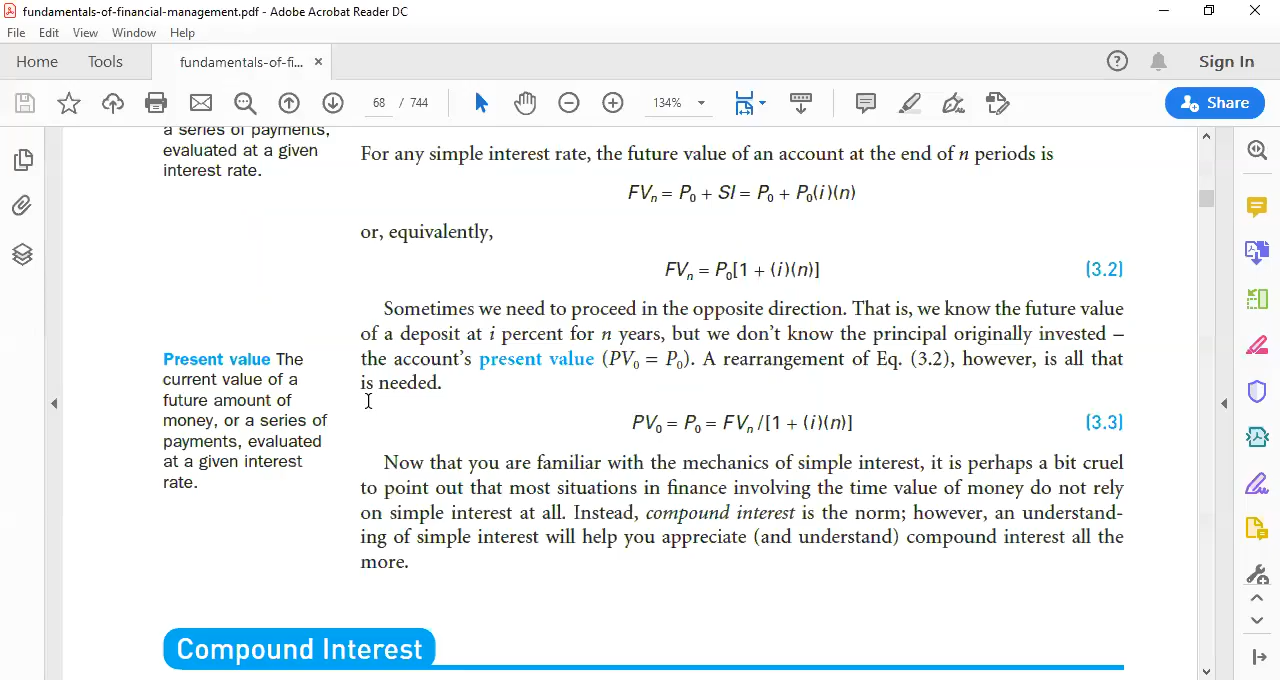 fundamentals-of-financial-management.pdf - Adobe Acrobat Reader DC
File Edit View Window Help
Home Tools fundamentals-of-fi... × Sign In
68 / 744 134% Share
a series of payments,
evaluated at a given
interest rate.
For any simple interest rate, the future value of an account at the end of n periods is
FVₙ = P₀ + SI = P₀ + P₀(i)(n)
or, equivalently,
FVₙ = P₀[1 + (i)(n)] (3.2)
Sometimes we need to proceed in the opposite direction. That is, we know the future value
of a deposit at i percent for n years, but we don’t know the principal originally invested –
the account’s present value (PV₀ = P₀). A rearrangement of Eq. (3.2), however, is all that
is needed.
Present value The
current value of a
future amount of
money, or a series of
payments, evaluated
at a given interest
rate.
PV₀ = P₀ = FVₙ /[1 + (i)(n)] (3.3)
Now that you are familiar with the mechanics of simple interest, it is perhaps a bit cruel
to point out that most situations in finance involving the time value of money do not rely
on simple interest at all. Instead, compound interest is the norm; however, an understand-
ing of simple interest will help you appreciate (and understand) compound interest all the
more.
Compound Interest